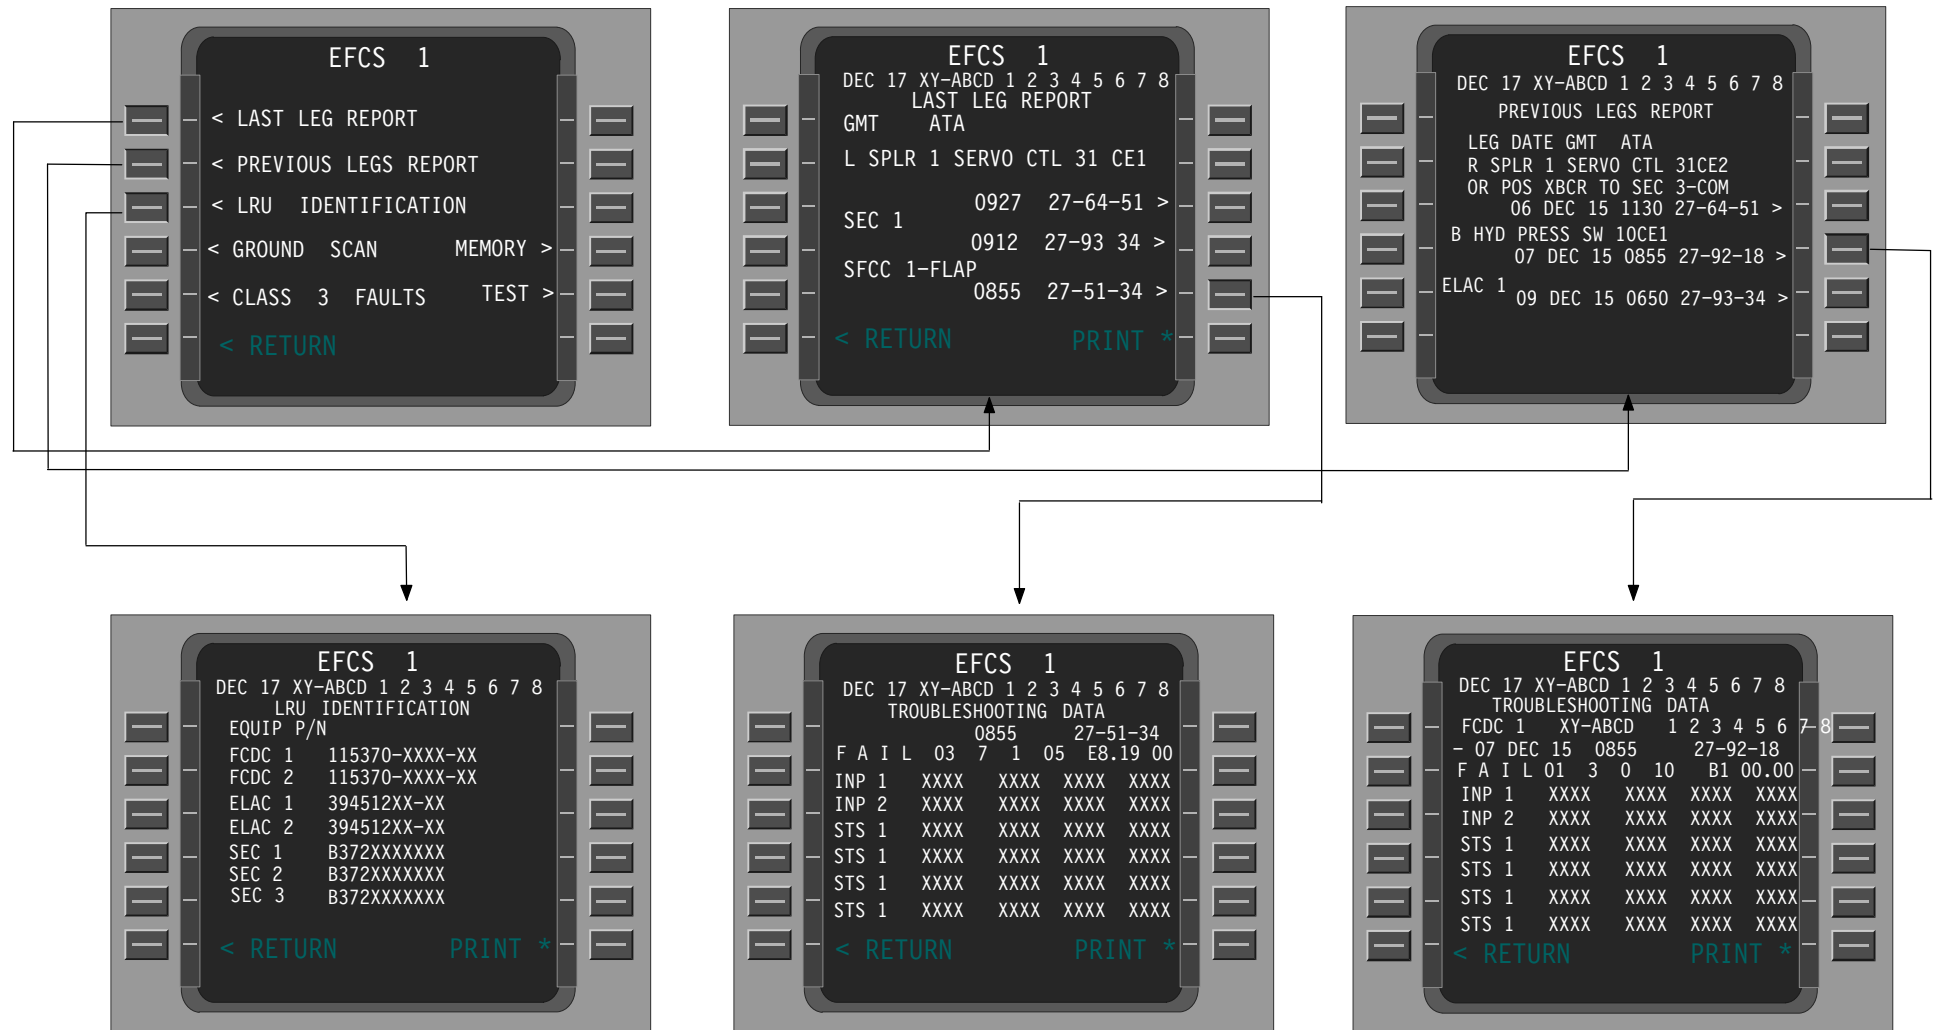 EFCS 1
< LAST LEG REPORT
< PREVIOUS LEGS REPORT
< LRU IDENTIFICATION
< GROUND SCAN MEMORY >
< CLASS 3 FAULTS TEST >
< RETURN
EFCS 1
DEC 17 XY-ABCD 1 2 3 4 5 6 7 8
LAST LEG REPORT
GMT ATA
L SPLR 1 SERVO CTL 31 CE1
0927 27-64-51 >
SEC 1
0912 27-93 34 >
SFCC 1-FLAP
0855 27-51-34 >
< RETURN PRINT *
EFCS 1
DEC 17 XY-ABCD 1 2 3 4 5 6 7 8
PREVIOUS LEGS REPORT
LEG DATE GMT ATA
R SPLR 1 SERVO CTL 31CE2
OR POS XBCR TO SEC 3-COM
06 DEC 15 1130 27-64-51 >
B HYD PRESS SW 10CE1
07 DEC 15 0855 27-92-18 >
ELAC 1
09 DEC 15 0650 27-93-34 >
EFCS 1
DEC 17 XY-ABCD 1 2 3 4 5 6 7 8
LRU IDENTIFICATION
EQUIP P/N
FCDC 1 115370-XXXX-XX
FCDC 2 115370-XXXX-XX
ELAC 1 394512XX-XX
ELAC 2 394512XX-XX
SEC 1 B372XXXXXXX
SEC 2 B372XXXXXXX
SEC 3 B372XXXXXXX
< RETURN PRINT *
EFCS 1
DEC 17 XY-ABCD 1 2 3 4 5 6 7 8
TROUBLESHOOTING DATA
0855 27-51-34
F A I L 03 7 1 05 E8.19 00
INP 1 XXXX XXXX XXXX XXXX
INP 2 XXXX XXXX XXXX XXXX
STS 1 XXXX XXXX XXXX XXXX
STS 1 XXXX XXXX XXXX XXXX
STS 1 XXXX XXXX XXXX XXXX
STS 1 XXXX XXXX XXXX XXXX
< RETURN PRINT *
EFCS 1
DEC 17 XY-ABCD 1 2 3 4 5 6 7 8
TROUBLESHOOTING DATA
FCDC 1 XY-ABCD 1 2 3 4 5 6 7 8
- 07 DEC 15 0855 27-92-18
F A I L 01 3 0 10 B1 00.00
INP 1 XXXX XXXX XXXX XXXX
INP 2 XXXX XXXX XXXX XXXX
STS 1 XXXX XXXX XXXX XXXX
STS 1 XXXX XXXX XXXX XXXX
STS 1 XXXX XXXX XXXX XXXX
STS 1 XXXX XXXX XXXX XXXX
< RETURN PRINT *